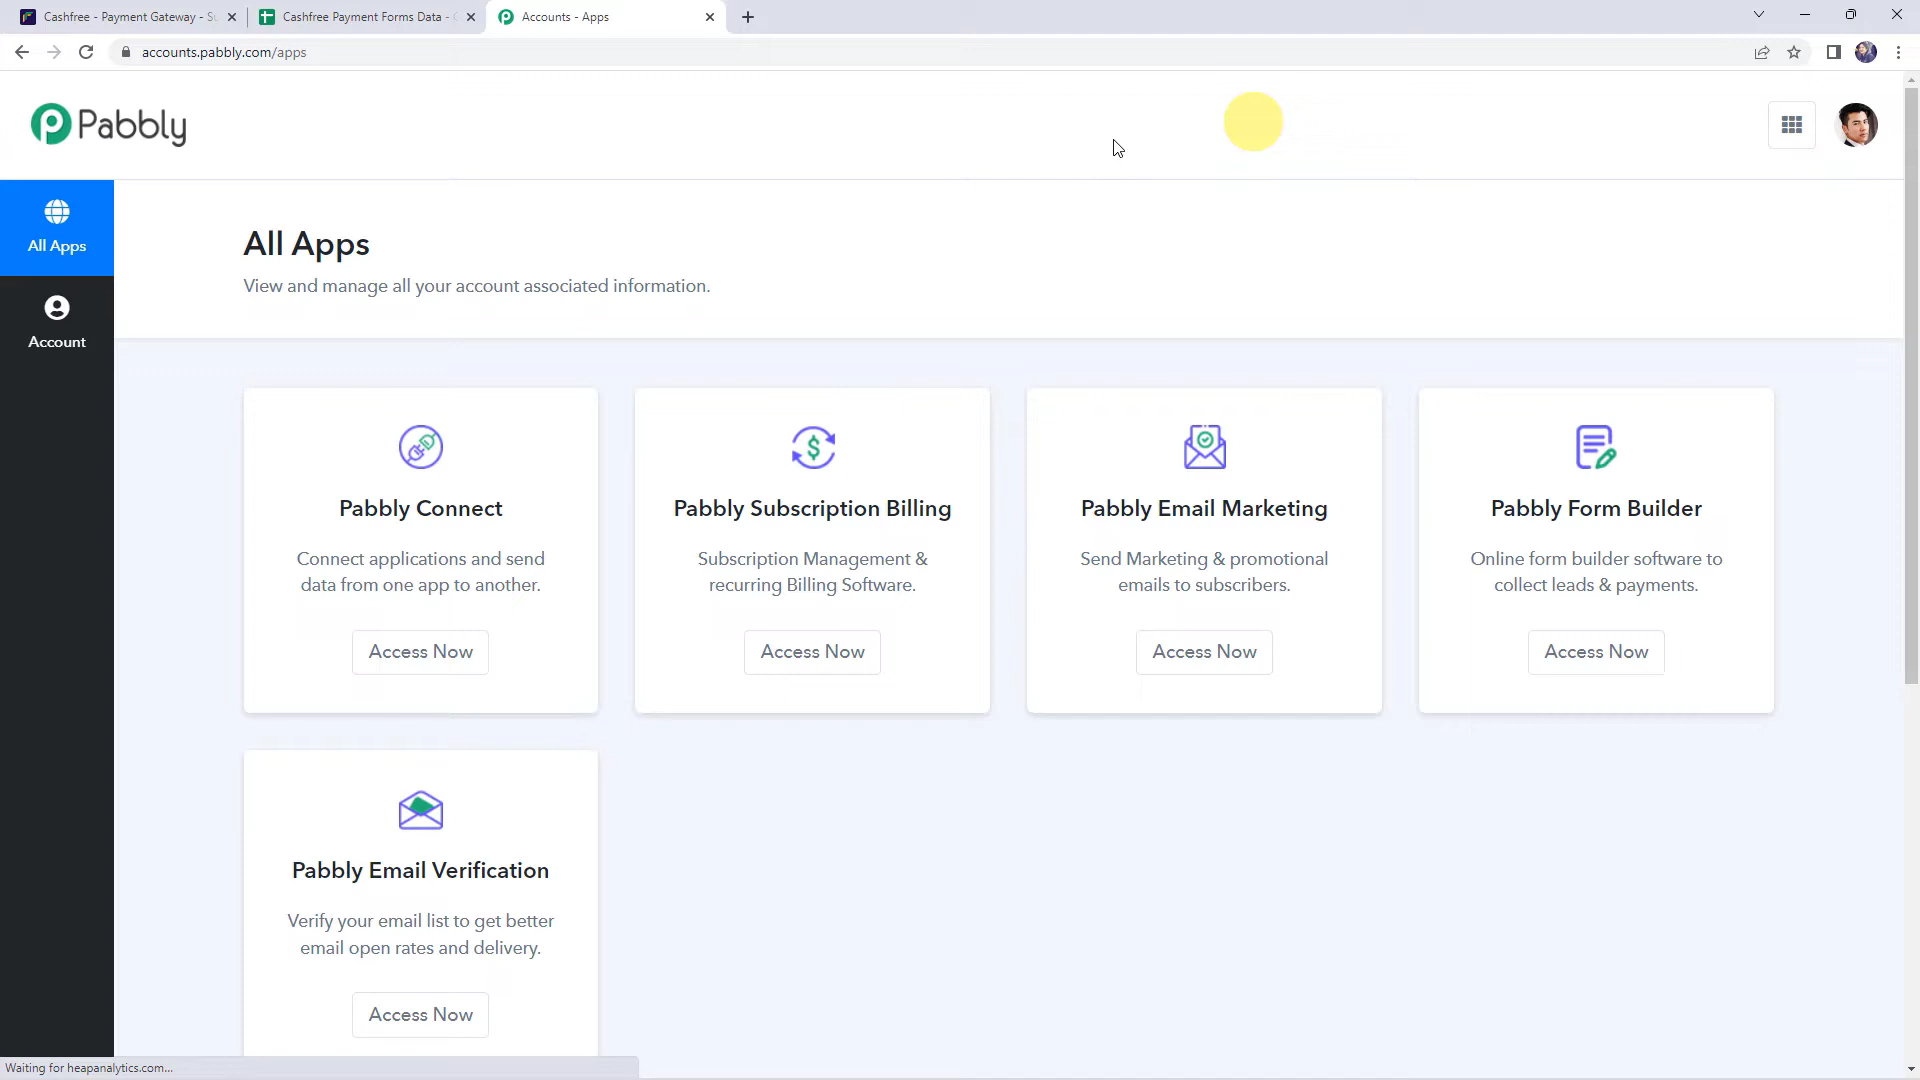 Cashfree - Payment Gateway - S
Cashfree Payment Forms Data -
Accounts - Apps
accounts.pabbly.com/apps
Pabbly
All Apps
Account
All Apps
View and manage all your account associated information.
Pabbly Connect
Connect applications and send
data from one app to another.
Access Now
Pabbly Subscription Billing
Subscription Management &
recurring Billing Software.
Access Now
Pabbly Email Marketing
Send Marketing & promotional
emails to subscribers.
Access Now
Pabbly Form Builder
Online form builder software to
collect leads & payments.
Access Now
Pabbly Email Verification
Verify your email list to get better
email open rates and delivery.
Access Now
Waiting for heapanalytics.com...